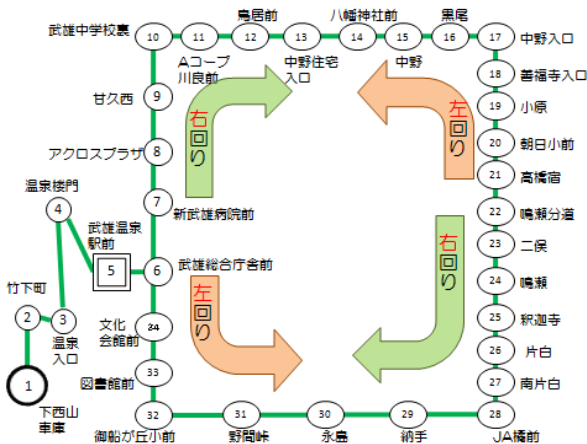 武雄中学校裏
10
11
Aコープ
川良前
鳥居前
12
13
中野住宅
入口
八幡神社前
14
15
中野
黒尾
16
17
中野入口
18
善福寺入口
19
小原
20
朝日小前
21
高橋宿
22
鳴瀬分道
23
二俣
24
鳴瀬
25
釈迦寺
26
片白
27
南片白
28
JA橋前
29
納手
30
永島
31
野間峠
32
御船が丘小前
33
図書館前
34
文化
会館前
6
武雄総合庁舎前
7
新武雄病院前
8
アクロスプラザ
9
甘久西
5
武雄温泉
駅前
4
温泉楼門
3
温泉
入口
2
竹下町
1
下西山
車庫
右回り
左回り
右回り
左回り